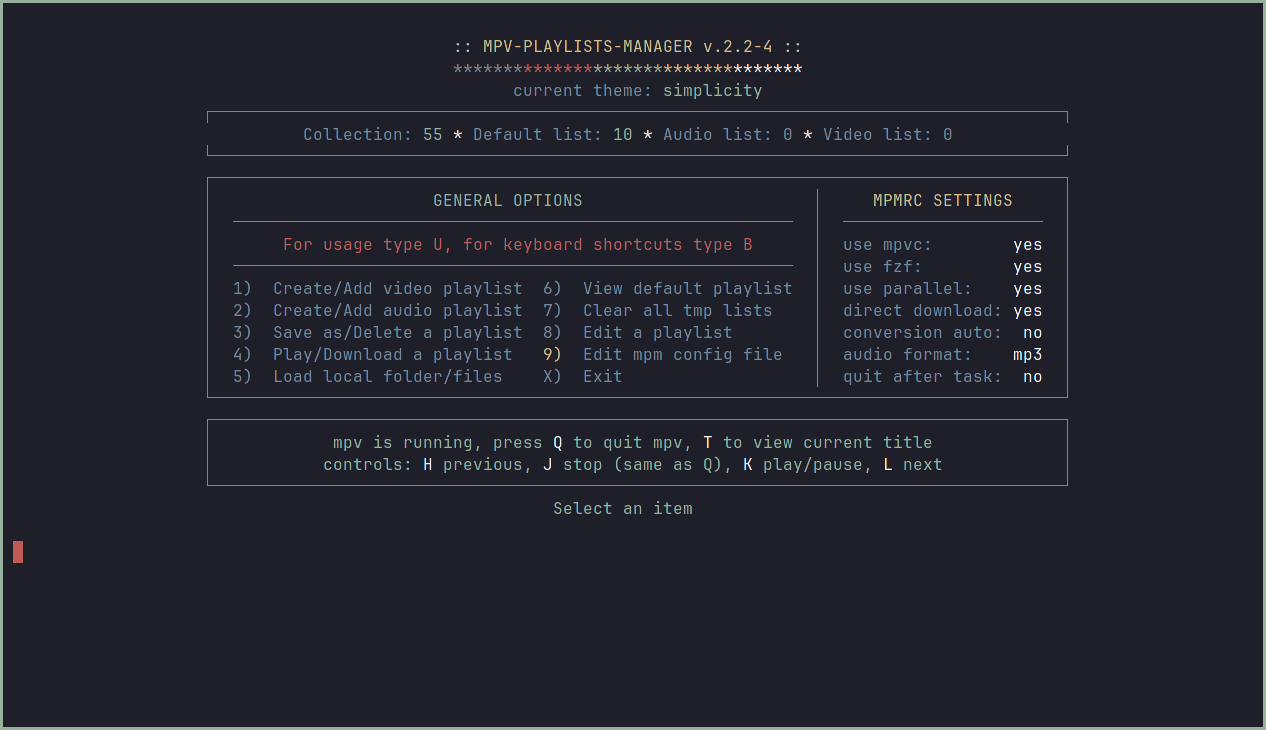 :: MPV-PLAYLISTS-MANAGER v.2.2-4 ::
***********************************
current theme: simplicity
Collection: 55 * Default list: 10 * Audio list: 0 * Video list: 0
GENERAL OPTIONS
For usage type U, for keyboard shortcuts type B
1) Create/Add video playlist 6) View default playlist
2) Create/Add audio playlist 7) Clear all tmp lists
3) Save as/Delete a playlist 8) Edit a playlist
4) Play/Download a playlist 9) Edit mpm config file
5) Load local folder/files X) Exit
MPMRC SETTINGS
use mpvc: yes
use fzf: yes
use parallel: yes
direct download: yes
conversion auto: no
audio format: mp3
quit after task: no
mpv is running, press Q to quit mpv, T to view current title
controls: H previous, J stop (same as Q), K play/pause, L next
Select an item